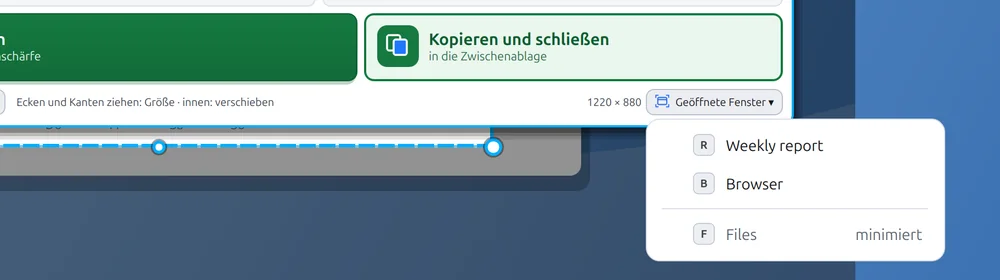 Kopieren und schließen
in die Zwischenablage
Ecken und Kanten ziehen: Größe · innen: verschieben
1220 × 880
Geöffnete Fenster ▾
R Weekly report
B Browser
F Files minimiert